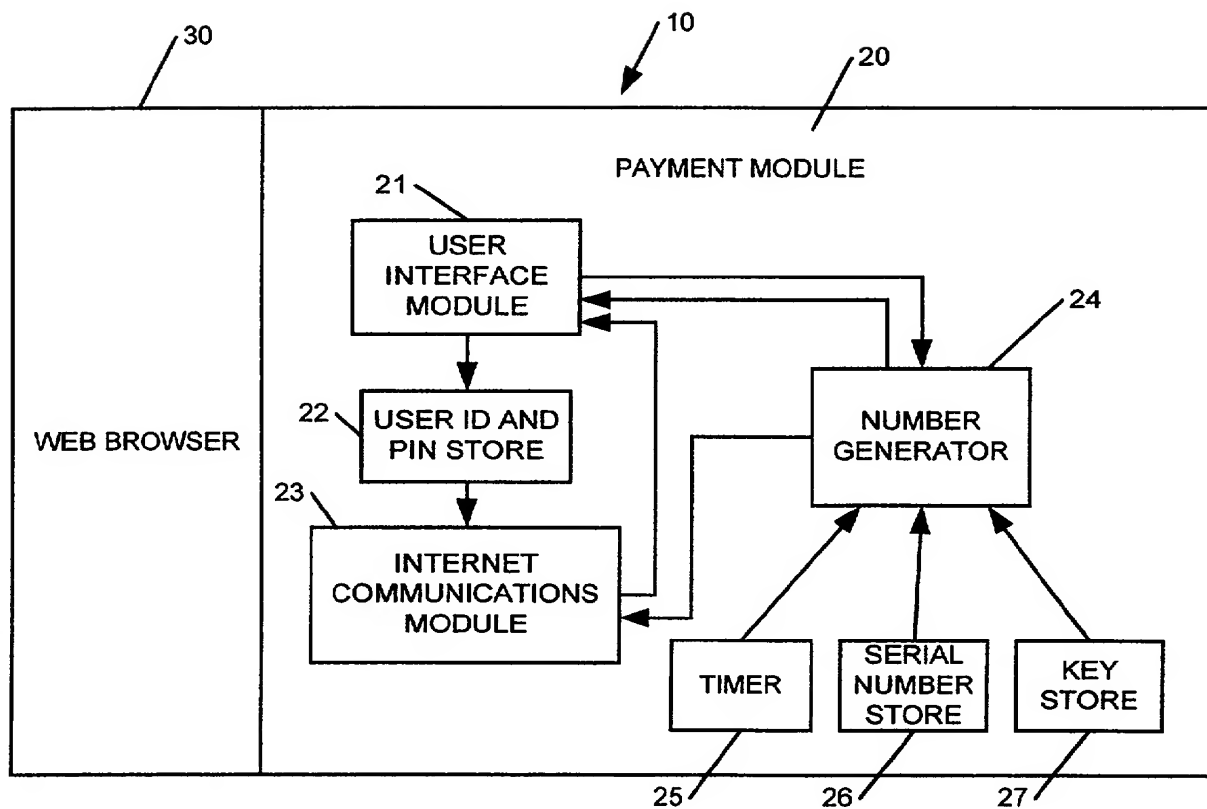 30
10
20
PAYMENT MODULE
21
USER
INTERFACE
MODULE
24
22
USER ID AND
PIN STORE
WEB BROWSER
NUMBER
GENERATOR
23
INTERNET
COMMUNICATIONS
MODULE
TIMER
SERIAL
NUMBER
STORE
KEY
STORE
25
26
27